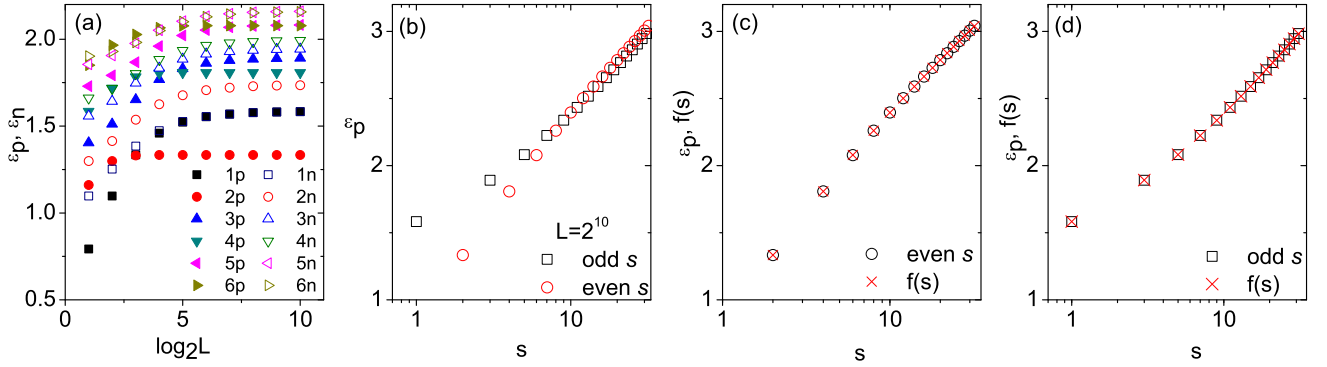 (a)
εp, εn
2.0
1.5
1.0
0.5
0
5
10
log2L
1p
1n
2p
2n
3p
3n
4p
4n
5p
5n
6p
6n
(b)
εp
3
2
1
1
10
s
L=2^10
odd s
even s
(c)
εp, f(s)
3
2
1
1
10
s
even s
f(s)
(d)
εp, f(s)
3
2
1
1
10
s
odd s
f(s)